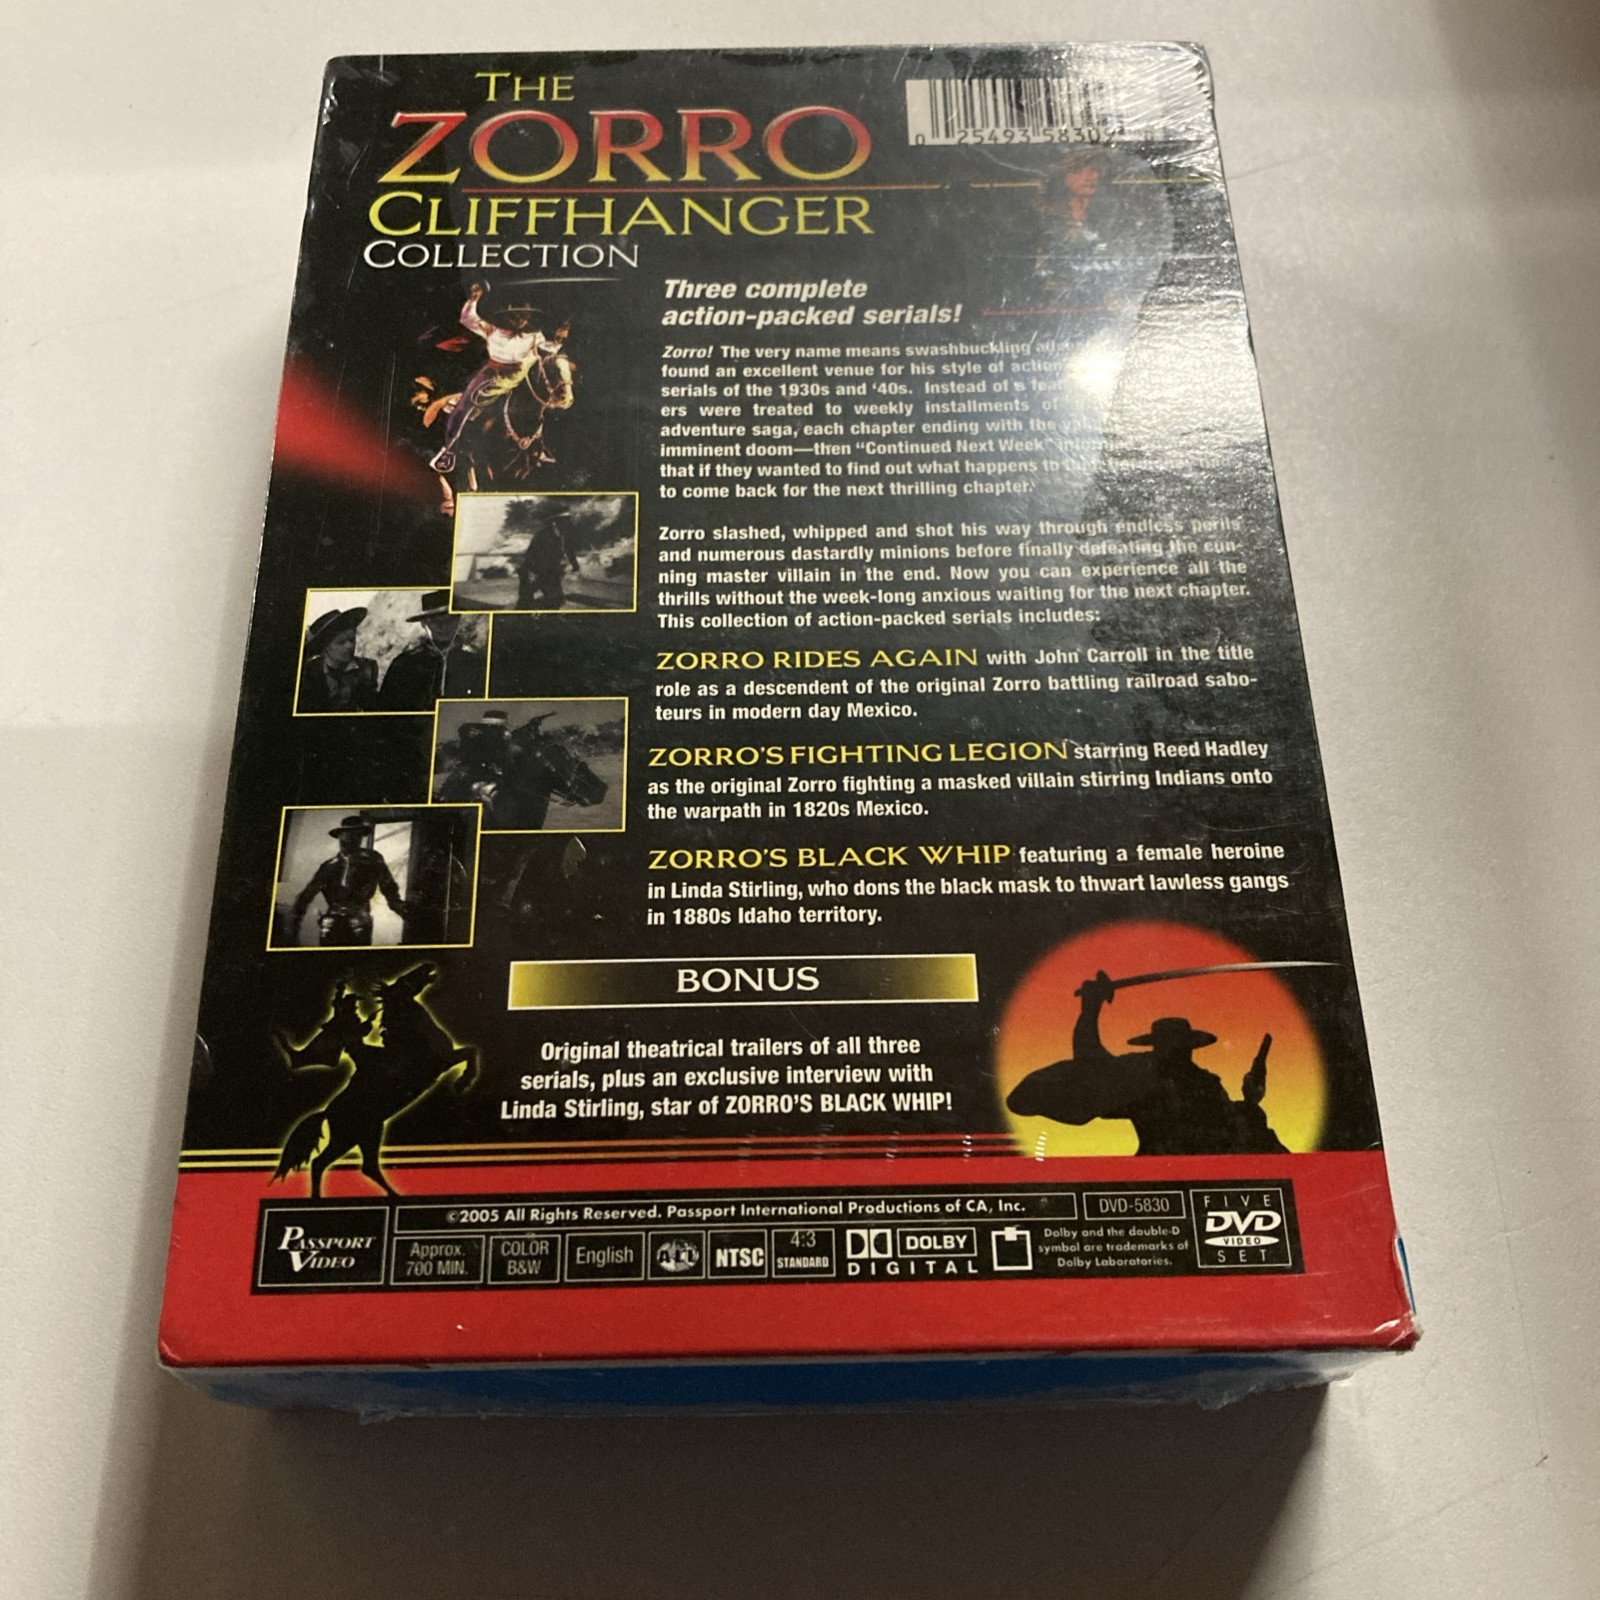 THE
ZORRO
CLIFFHANGER
COLLECTION
0 25493 58302
Three complete
action-packed serials!
Zorro! The very name means swashbuckling
found an excellent venue for his style of action
serials of the 1930s and '40s. Instead of a
ers were treated to weekly installments of
adventure saga, each chapter ending with the
imminent doom—then "Continued Next Week"
that if they wanted to find out what happens to
to come back for the next thrilling chapter.
Zorro slashed, whipped and shot his way through endless perils
and numerous dastardly minions before finally defeating the cun-
ning master villain in the end. Now you can experience all the
thrills without the week-long anxious waiting for the next chapter.
This collection of action-packed serials includes:
ZORRO RIDES AGAIN with John Carroll in the title
role as a descendent of the original Zorro battling railroad sabo-
teurs in modern day Mexico.
ZORRO'S FIGHTING LEGION starring Reed Hadley
as the original Zorro fighting a masked villain stirring Indians onto
the warpath in 1820s Mexico.
ZORRO'S BLACK WHIP featuring a female heroine
in Linda Stirling, who dons the black mask to thwart lawless gangs
in 1880s Idaho territory.
BONUS
Original theatrical trailers of all three
serials, plus an exclusive interview with
Linda Stirling, star of ZORRO'S BLACK WHIP!
PASSPORT
VIDEO
©2005 All Rights Reserved. Passport International Productions of CA, Inc.
DVD-5830
Approx.
700 MIN.
COLOR
B&W
English
ALL
NTSC
4:3
STANDARD
DOLBY
DIGITAL
Dolby and the double-D
symbol are trademarks of
Dolby Laboratories.
FIVE
DVD
VIDEO
SET